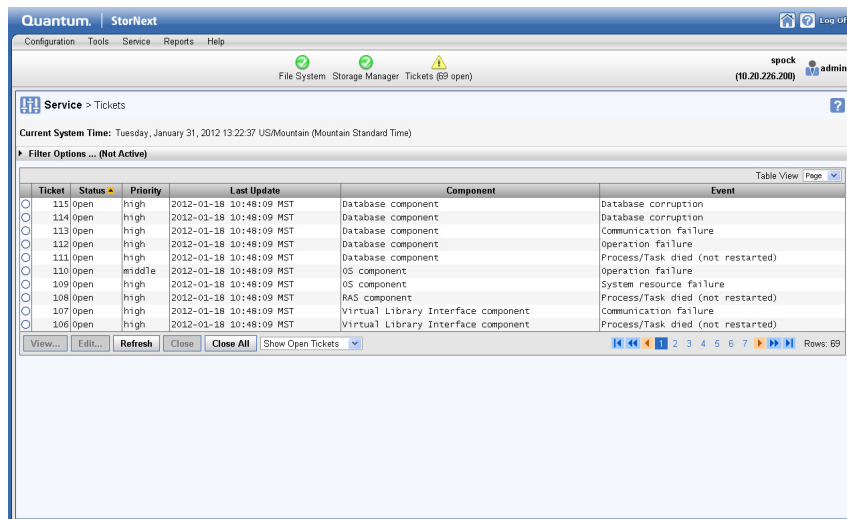 Quantum. | StorNext
Log Of
Configuration Tools Service Reports Help
File System Storage Manager Tickets (69 open)
spock
(10.20.226.200)
admin
Service > Tickets
?
Current System Time: Tuesday, January 31, 2012 13:22:37 US/Mountain (Mountain Standard Time)
Filter Options ... (Not Active)
Table View Page
Ticket Status Priority Last Update Component Event
115 Open high 2012-01-18 10:48:09 MST Database component Database corruption
114 Open high 2012-01-18 10:48:09 MST Database component Database corruption
113 Open high 2012-01-18 10:48:09 MST Database component Communication failure
112 Open high 2012-01-18 10:48:09 MST Database component Operation failure
111 Open high 2012-01-18 10:48:09 MST Database component Process/Task died (not restarted)
110 Open middle 2012-01-18 10:48:09 MST OS component Operation failure
109 Open high 2012-01-18 10:48:09 MST OS component System resource failure
108 Open high 2012-01-18 10:48:09 MST RAS component Process/Task died (not restarted)
107 Open high 2012-01-18 10:48:09 MST Virtual Library Interface component Communication failure
106 Open high 2012-01-18 10:48:09 MST Virtual Library Interface component Process/Task died (not restarted)
View... Edit... Refresh Close Close All Show Open Tickets 1 2 3 4 5 6 7 Rows: 69